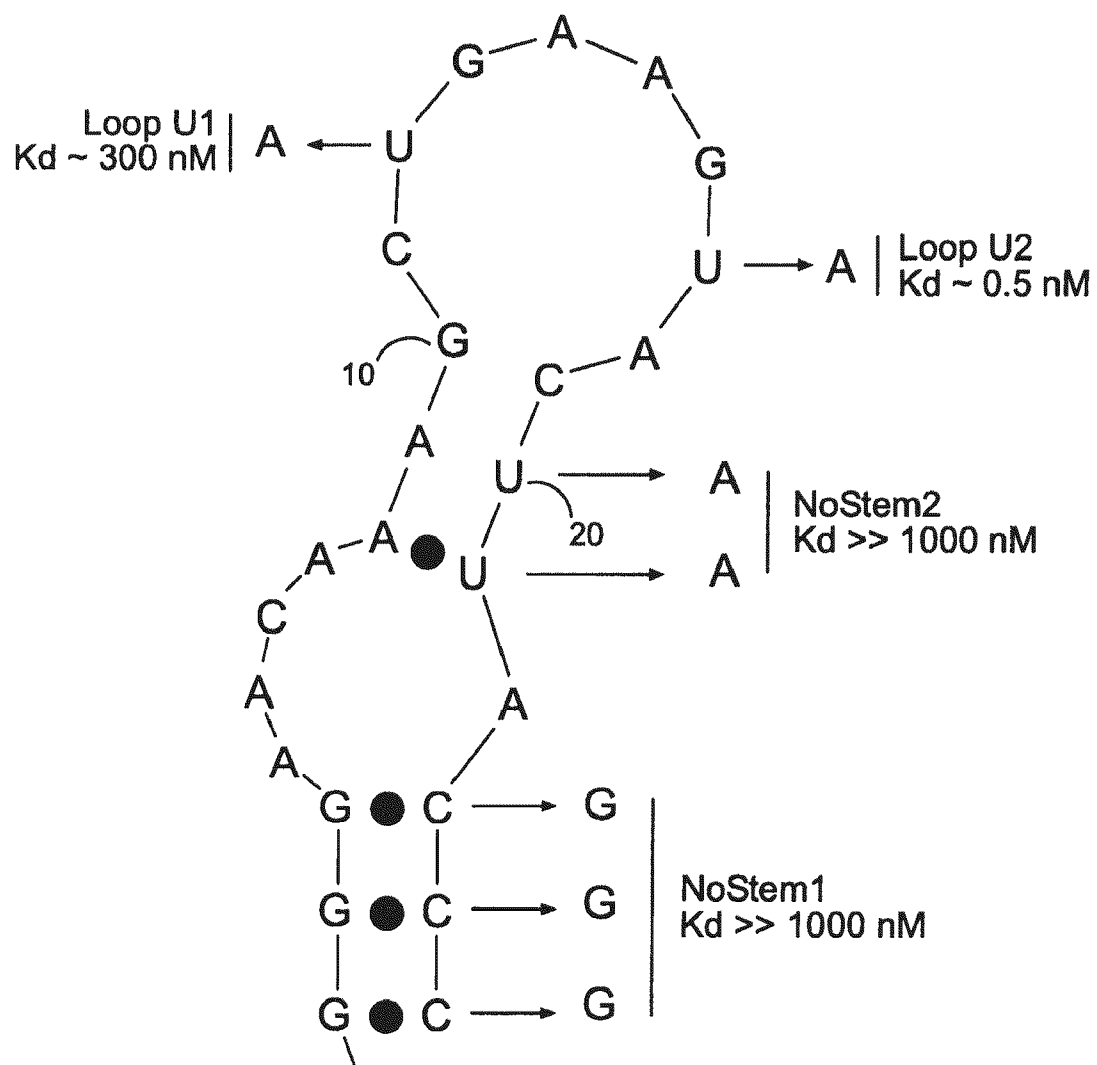 G A A
U A
Loop U1
Kd ~ 300 nM
A
G
C
U
A
Loop U2
Kd ~ 0.5 nM
G
10
A
C
A
U
A
20
NoStem2
Kd >> 1000 nM
A A
U
A
C
A
A
A
G C
G
G C
G
NoStem1
Kd >> 1000 nM
G C
G